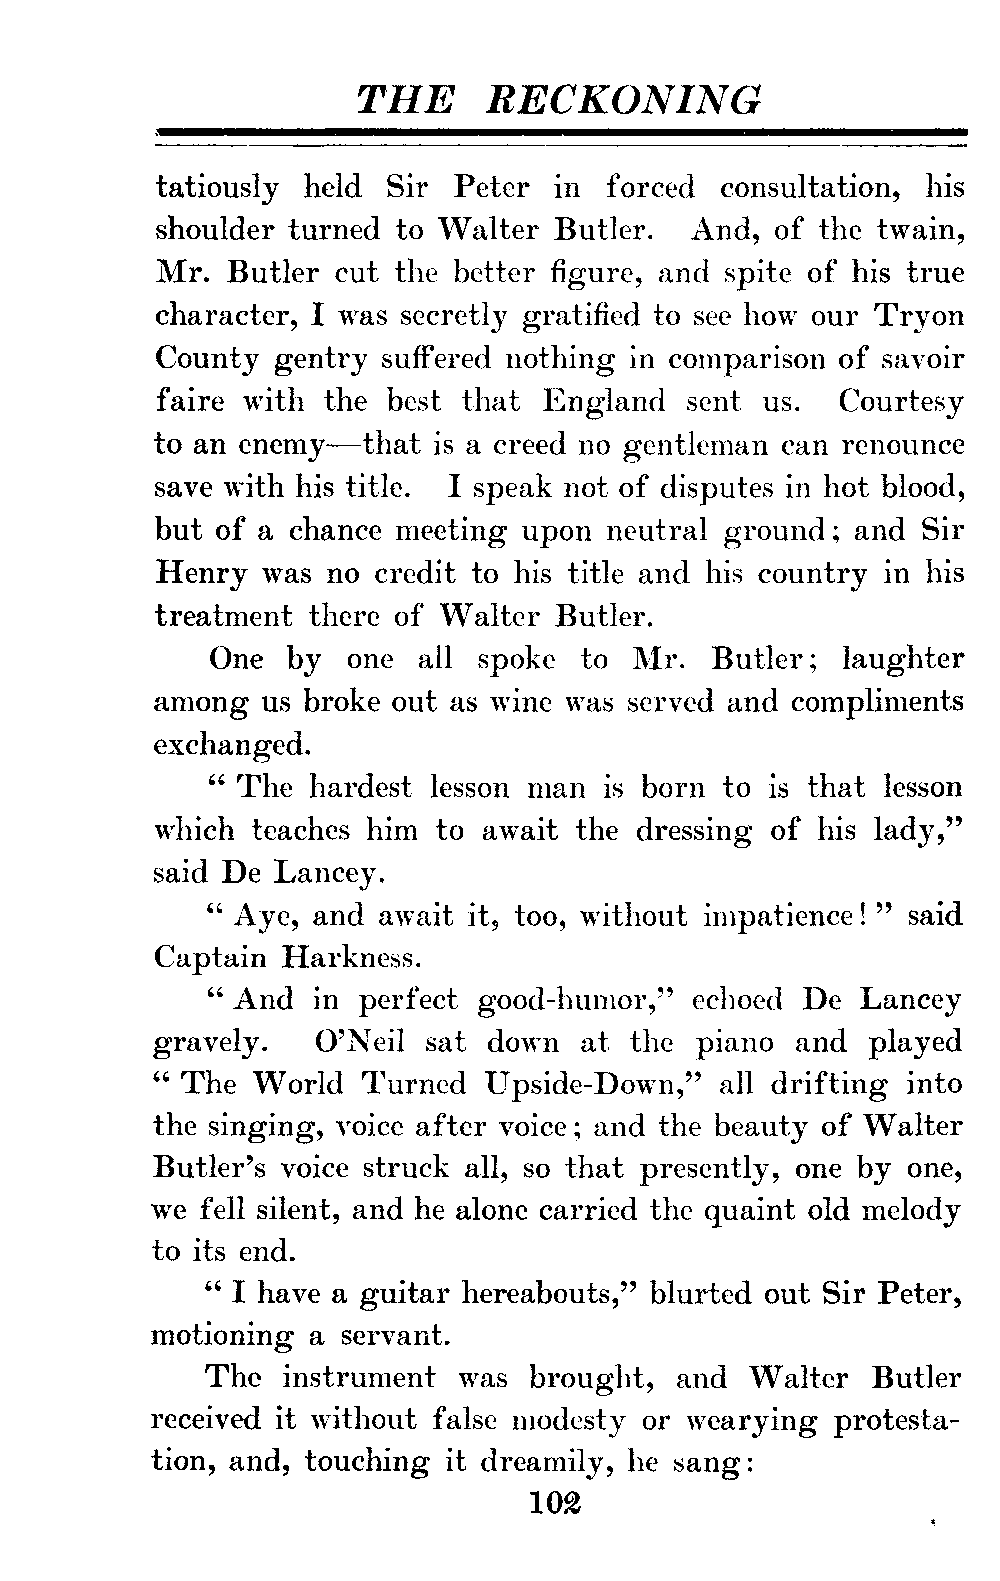 THE RECKONING
tatiously held Sir Peter in forced consultation, his
shoulder turned to Walter Butler. And, of the twain,
Mr. Butler cut the better figure, and spite of his true
character, I was secretly gratified to see how our Tryon
County gentry suffered nothing in comparison of savoir
faire with the best that England sent us. Courtesy
to an enemy—that is a creed no gentleman can renounce
save with his title. I speak not of disputes in hot blood,
but of a chance meeting upon neutral ground; and Sir
Henry was no credit to his title and his country in his
treatment there of Walter Butler.
One by one all spoke to Mr. Butler; laughter
among us broke out as wine was served and compliments
exchanged.
“ The hardest lesson man is born to is that lesson
which teaches him to await the dressing of his lady,”
said De Lancey.
“ Aye, and await it, too, without impatience! ” said
Captain Harkness.
“ And in perfect good-humor,” echoed De Lancey
gravely. O’Neil sat down at the piano and played
“ The World Turned Upside-Down,” all drifting into
the singing, voice after voice; and the beauty of Walter
Butler’s voice struck all, so that presently, one by one,
we fell silent, and he alone carried the quaint old melody
to its end.
“ I have a guitar hereabouts,” blurted out Sir Peter,
motioning a servant.
The instrument was brought, and Walter Butler
received it without false modesty or wearying protesta-
tion, and, touching it dreamily, he sang:
102